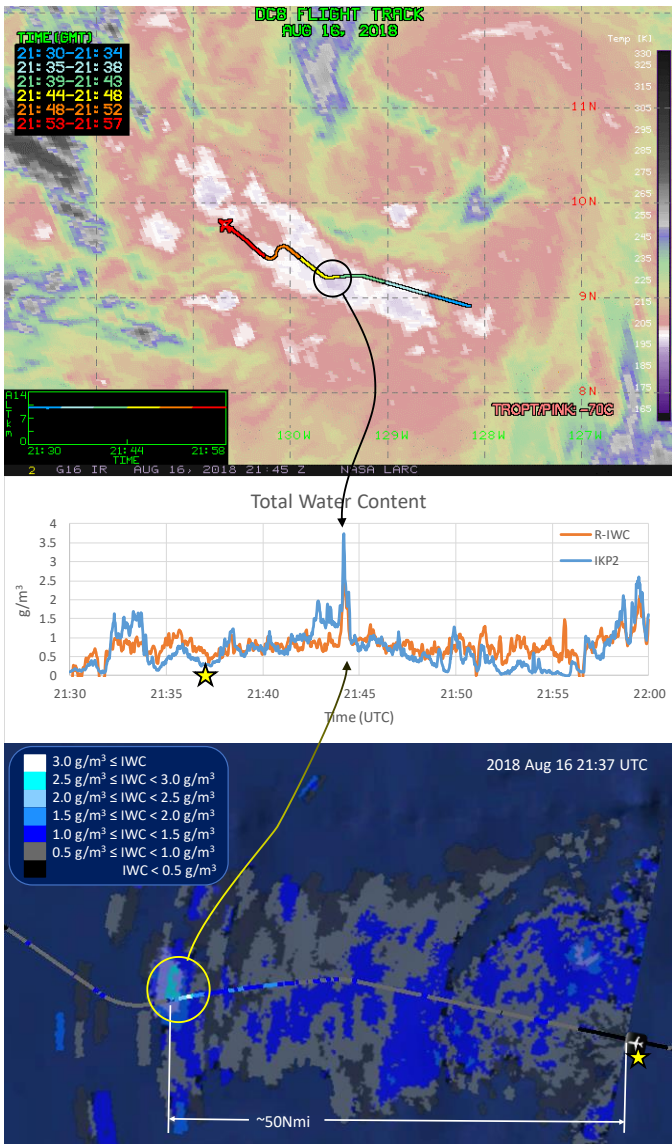 DC8 FLIGHT TRACK
AUG 16, 2018
TIME(GMT)
21:30-21:34
21:35-21:38
21:39-21:43
21:44-21:48
21:48-21:52
21:53-21:57
Temp [K]
330
325
315
305
295
285
275
265
255
245
235
225
215
205
195
185
175
165
11N
10N
9N
8N
130W
129W
128W
127W
TROPT/PINK: -70C
ALT km
14
7
0
21:30
21:44
21:58
TIME
2 G16 IR AUG 16, 2018 21:45 Z NASA LARC
Total Water Content
g/m³
4
3.5
3
2.5
2
1.5
1
0.5
0
R-IWC
IKP2
21:30
21:35
21:40
21:45
21:50
21:55
22:00
Time (UTC)
3.0 g/m³ ≤ IWC
2.5 g/m³ ≤ IWC < 3.0 g/m³
2.0 g/m³ ≤ IWC < 2.5 g/m³
1.5 g/m³ ≤ IWC < 2.0 g/m³
1.0 g/m³ ≤ IWC < 1.5 g/m³
0.5 g/m³ ≤ IWC < 1.0 g/m³
IWC < 0.5 g/m³
2018 Aug 16 21:37 UTC
~50Nmi